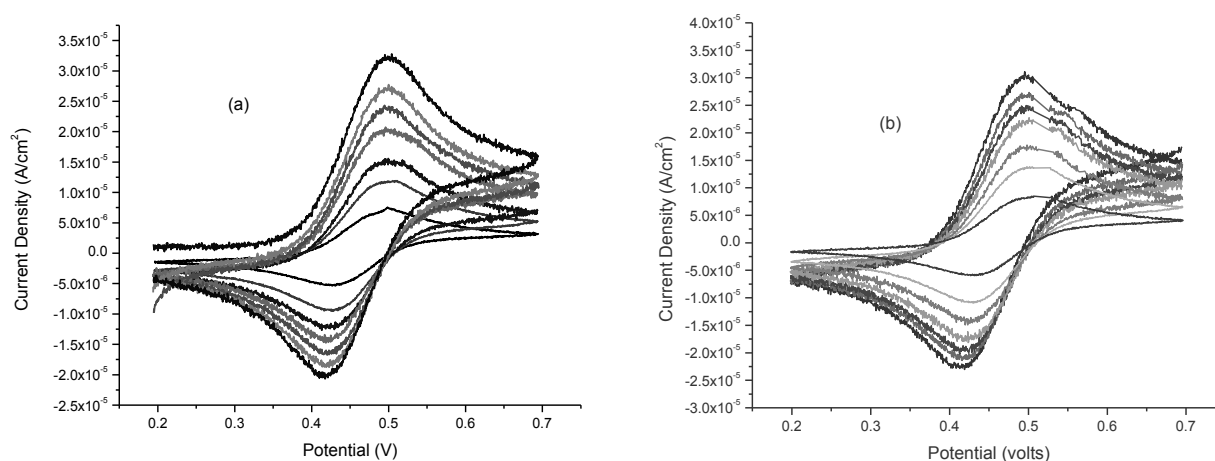 (a)
Current Density (A/cm²)
3.5x10⁻⁵
3.0x10⁻⁵
2.5x10⁻⁵
2.0x10⁻⁵
1.5x10⁻⁵
1.0x10⁻⁵
5.0x10⁻⁶
0.0
-5.0x10⁻⁶
-1.0x10⁻⁵
-1.5x10⁻⁵
-2.0x10⁻⁵
-2.5x10⁻⁵
0.2 0.3 0.4 0.5 0.6 0.7
Potential (V)
(b)
Current Density (A/cm²)
4.0x10⁻⁵
3.5x10⁻⁵
3.0x10⁻⁵
2.5x10⁻⁵
2.0x10⁻⁵
1.5x10⁻⁵
1.0x10⁻⁵
5.0x10⁻⁶
0.0
-5.0x10⁻⁶
-1.0x10⁻⁵
-1.5x10⁻⁵
-2.0x10⁻⁵
-2.5x10⁻⁵
-3.0x10⁻⁵
0.2 0.3 0.4 0.5 0.6 0.7
Potential (volts)